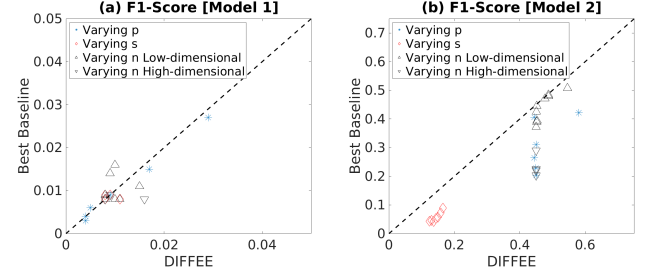 (a) F1-Score [Model 1]
0.05
0.04
0.03
0.02
0.01
0
Best Baseline
Varying p
Varying s
Varying n Low-dimensional
Varying n High-dimensional
0
0.02
0.04
DIFFEE
(b) F1-Score [Model 2]
0.7
0.6
0.5
0.4
0.3
0.2
0.1
0
Best Baseline
Varying p
Varying s
Varying n Low-dimensional
Varying n High-dimensional
0
0.2
0.4
0.6
DIFFEE